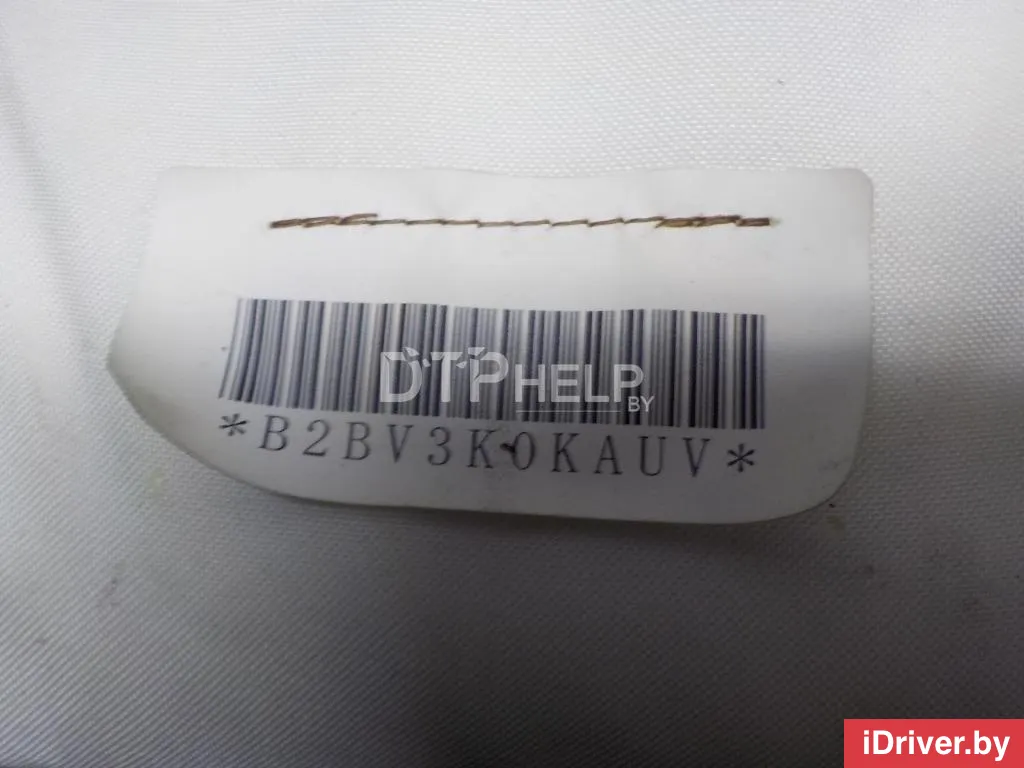 DTPHELP
BY
*B2BV3K0KAUV*
iDriver.by